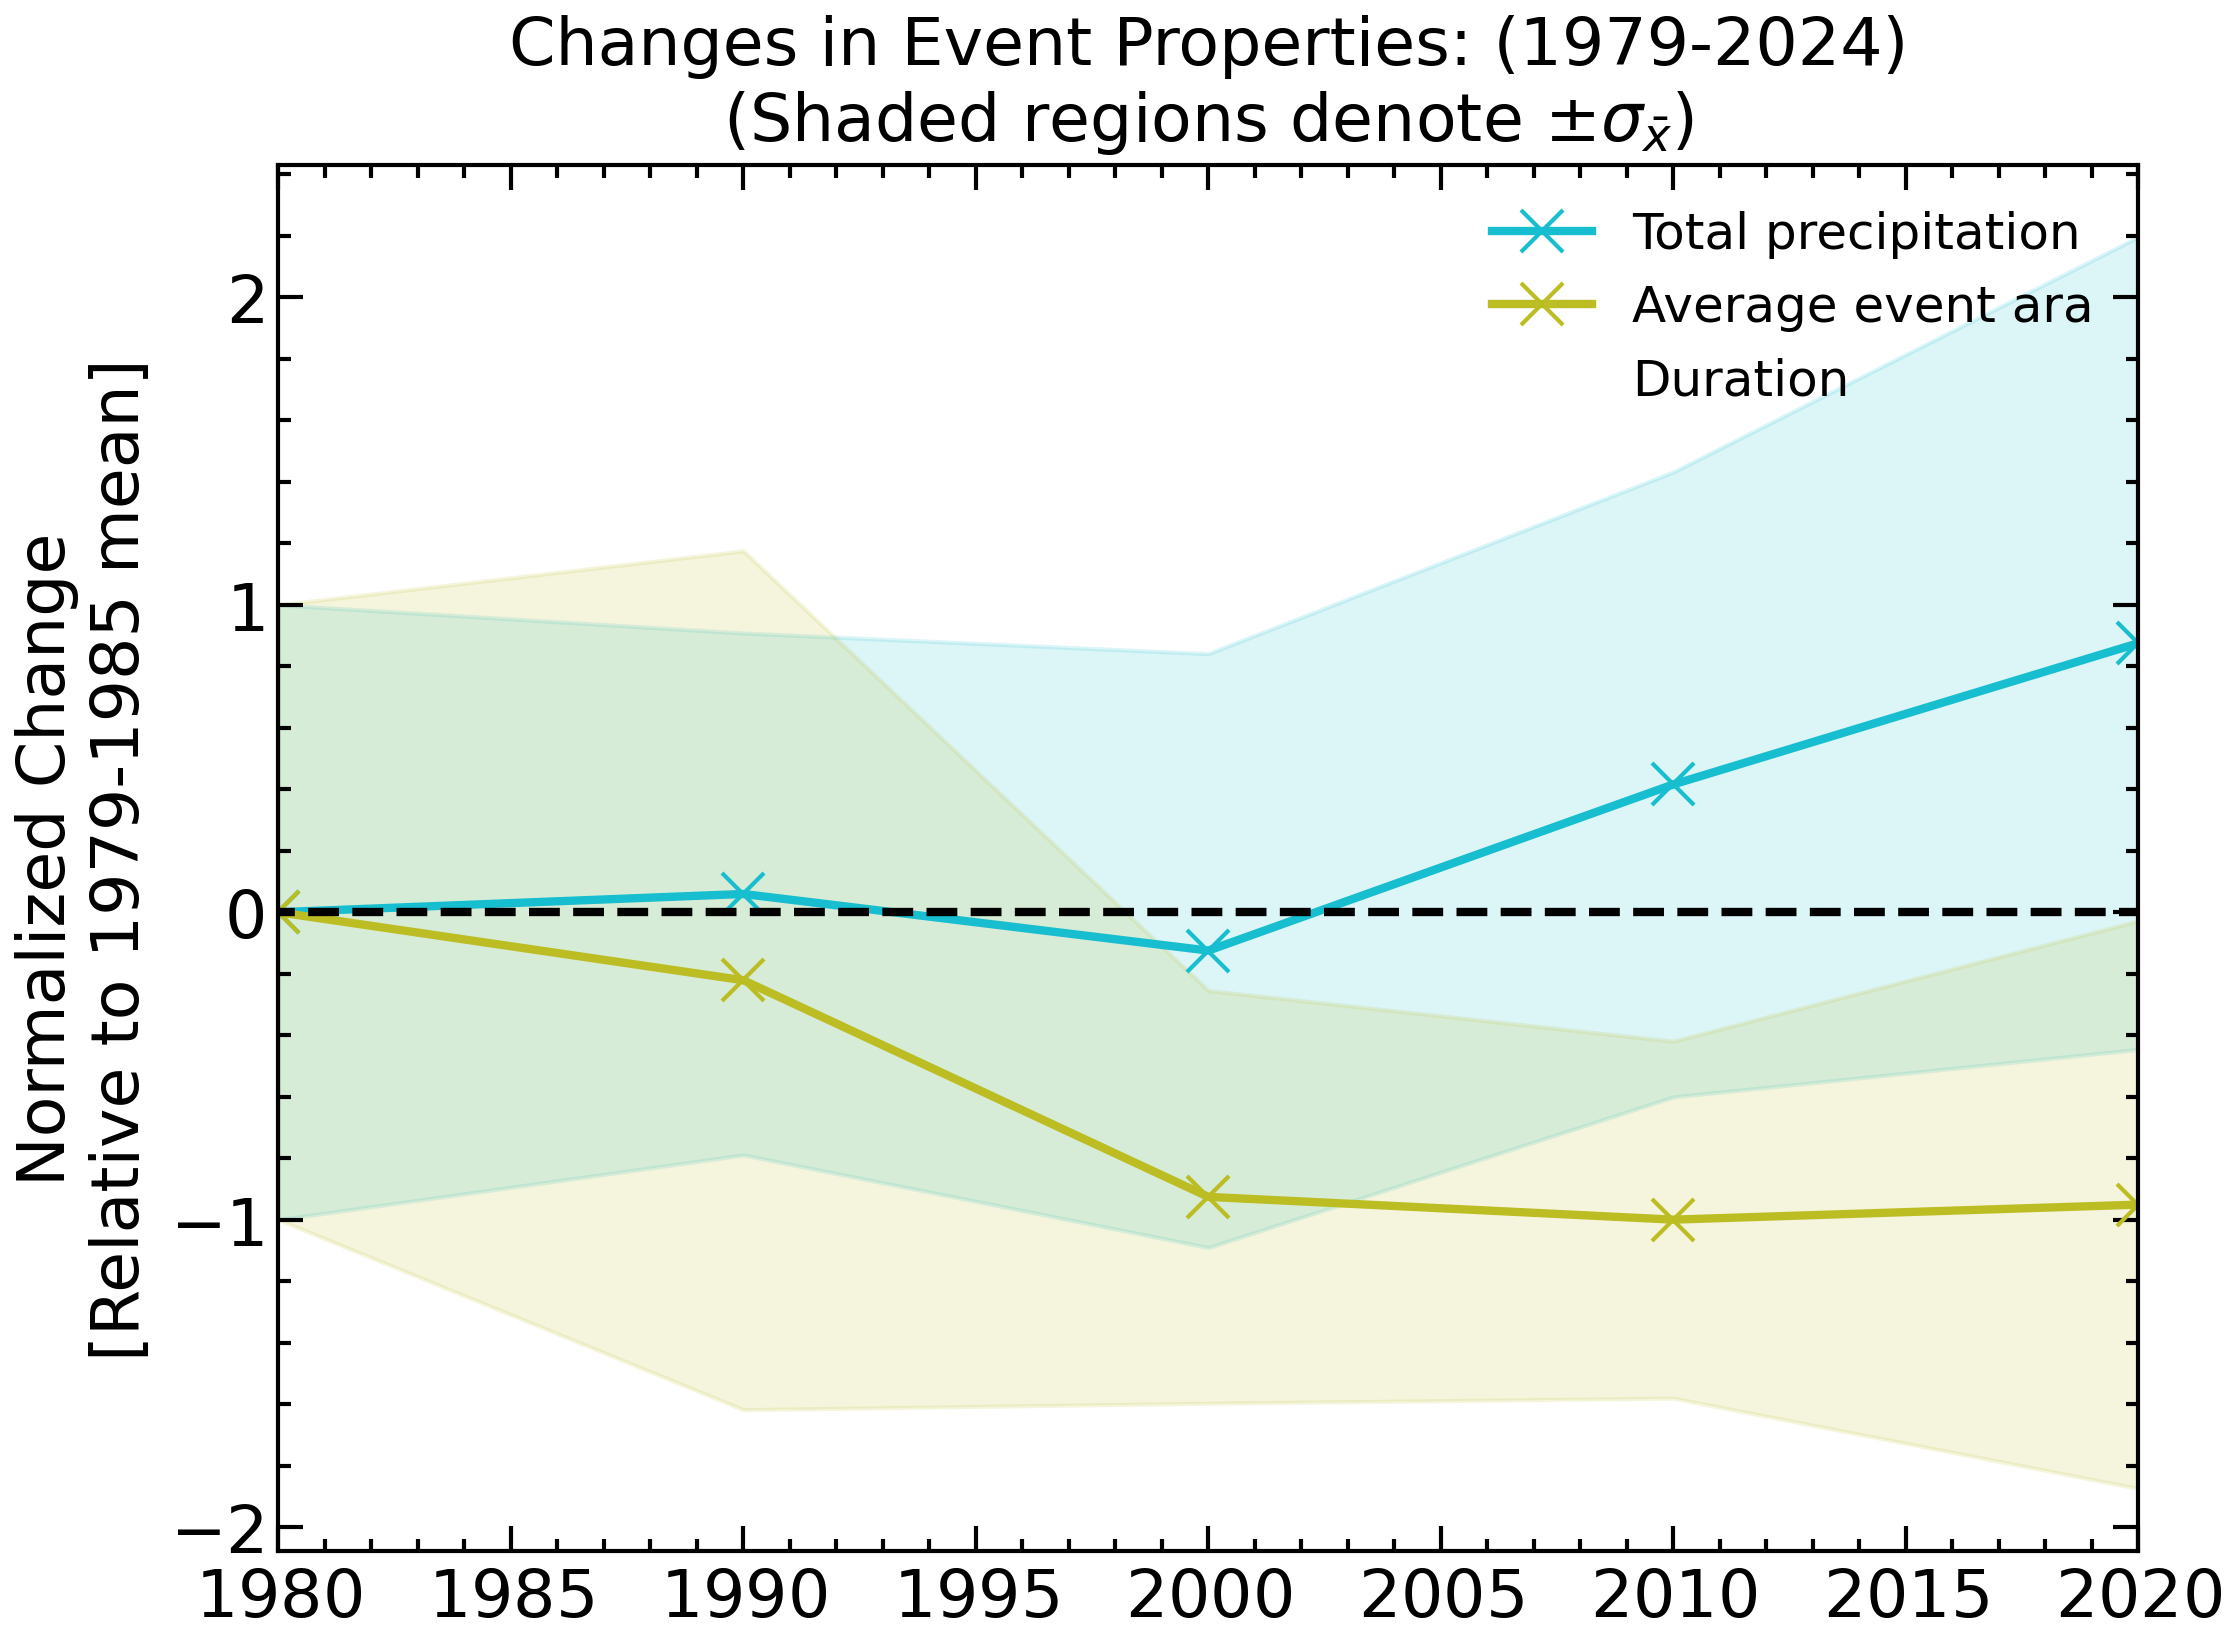 Changes in Event Properties: (1979-2024)
(Shaded regions denote ±σx̄)
Normalized Change
[Relative to 1979-1985 mean]
2
1
0
−1
−2
Total precipitation
Average event ara
Duration
1980 1985 1990 1995 2000 2005 2010 2015 2020